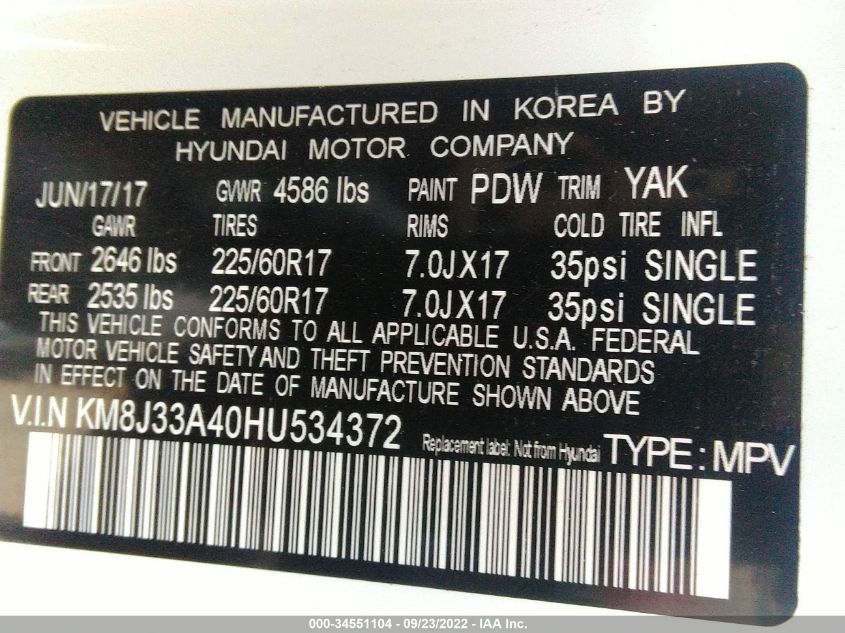 VEHICLE MANUFACTURED IN KOREA BY
HYUNDAI MOTOR COMPANY
JUN/17/17 GVWR 4586 lbs PAINT PDW TRIM YAK
GAWR TIRES RIMS COLD TIRE INFL
FRONT 2646 lbs 225/60R17 7.0JX17 35psi SINGLE
REAR 2535 lbs 225/60R17 7.0JX17 35psi SINGLE
THIS VEHICLE CONFORMS TO ALL APPLICABLE U.S.A. FEDERAL
MOTOR VEHICLE SAFETY AND THEFT PREVENTION STANDARDS
IN EFFECT ON THE DATE OF MANUFACTURE SHOWN ABOVE
V.I.N KM8J33A40HU534372 Replacement label: Not from Hyundai TYPE: MPV
000-34551104 - 09/23/2022 - IAA Inc.